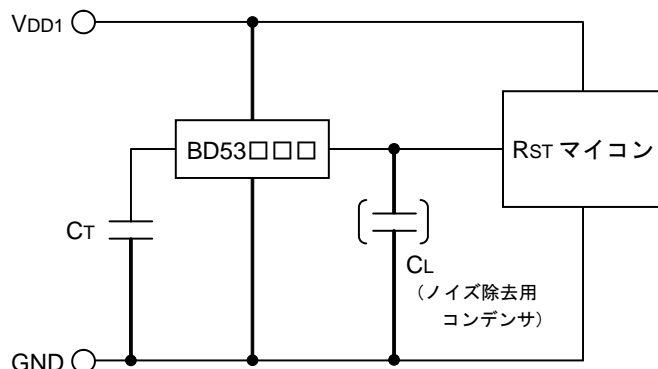 VDD1
BD53□□□
RST マイコン
CT
CL
（ノイズ除去用
コンデンサ）
GND